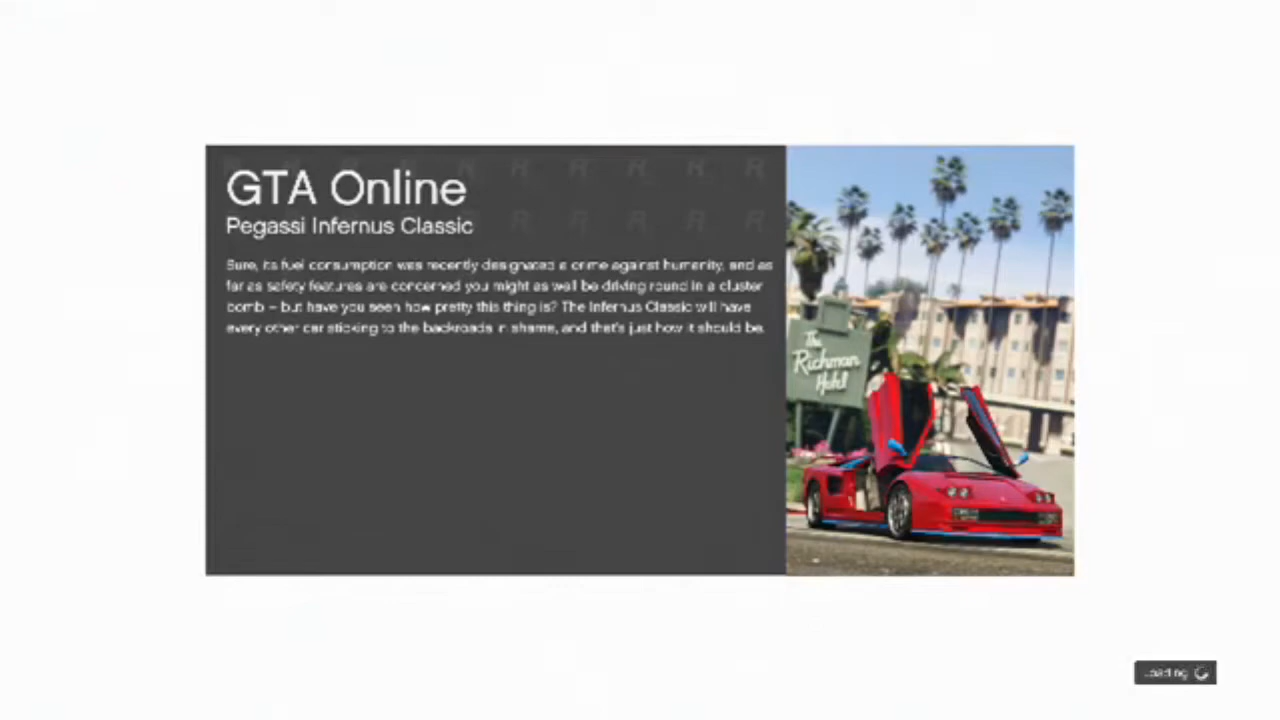 GTA Online
Pegassi Infernus Classic
Sure, its fuel consumption was recently designated a crime against humanity, and as
far as safety features are concerned you might as well be driving round in a cluster
bomb – but have you seen how pretty this thing is? The Infernus Classic will have
every other car sticking to the backroads in shame, and that's just how it should be.
The
Richman
Hotel
Loading